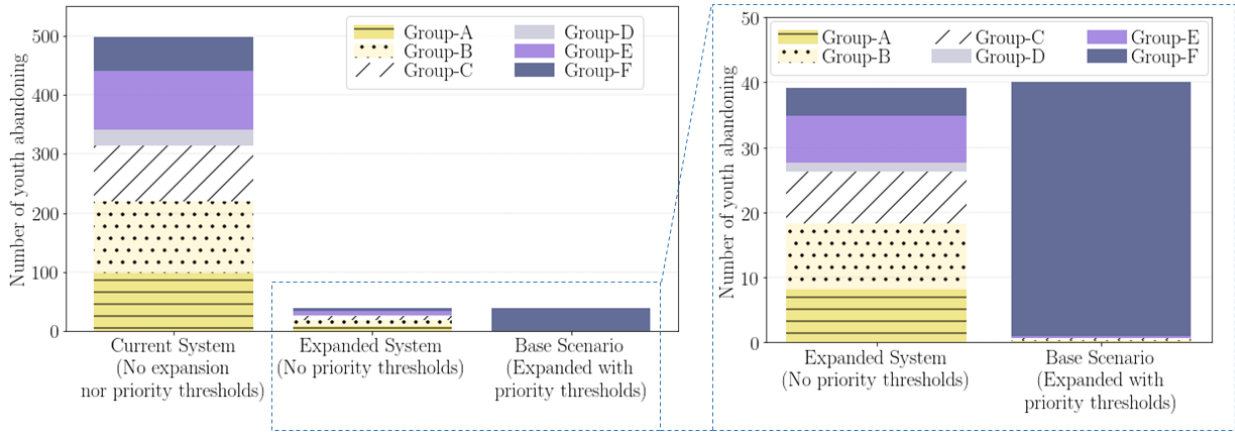 Number of youth abandoning
500
400
300
200
100
0
Group-A
Group-B
Group-C
Group-D
Group-E
Group-F
Current System
(No expansion
nor priority thresholds)
Expanded System
(No priority thresholds)
Base Scenario
(Expanded with
priority thresholds)
Number of youth abandoning
50
40
30
20
10
0
Group-A
Group-B
Group-C
Group-D
Group-E
Group-F
Expanded System
(No priority thresholds)
Base Scenario
(Expanded with
priority thresholds)